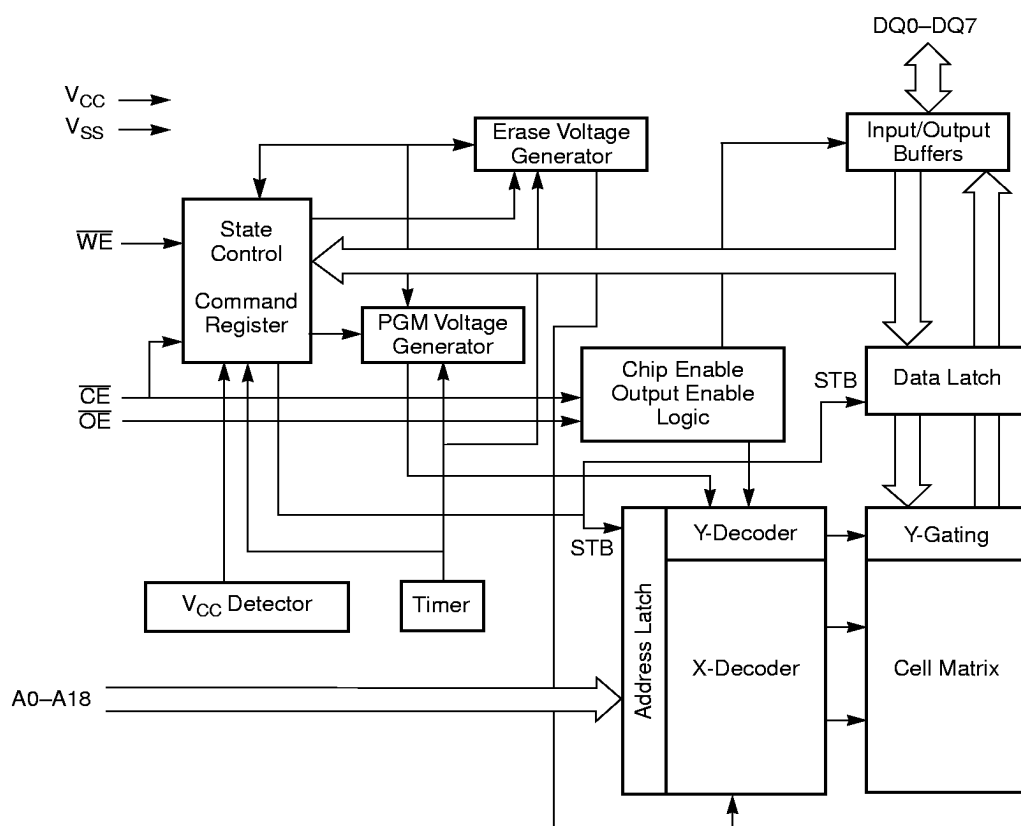 DQ0–DQ7
VCC
VSS
Erase Voltage
Generator
Input/Output
Buffers
WE
State
Control
Command
Register
PGM Voltage
Generator
CE
OE
Chip Enable
Output Enable
Logic
STB
Data Latch
STB
Y-Decoder
Y-Gating
VCC Detector
Timer
Address Latch
X-Decoder
Cell Matrix
A0–A18